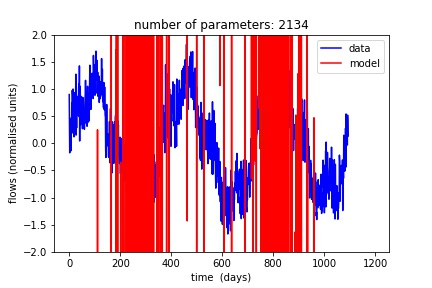 number of parameters: 2134
data
model
flows (normalised units)
2.0
1.5
1.0
0.5
0.0
−0.5
−1.0
−1.5
−2.0
0 200 400 600 800 1000 1200
time (days)